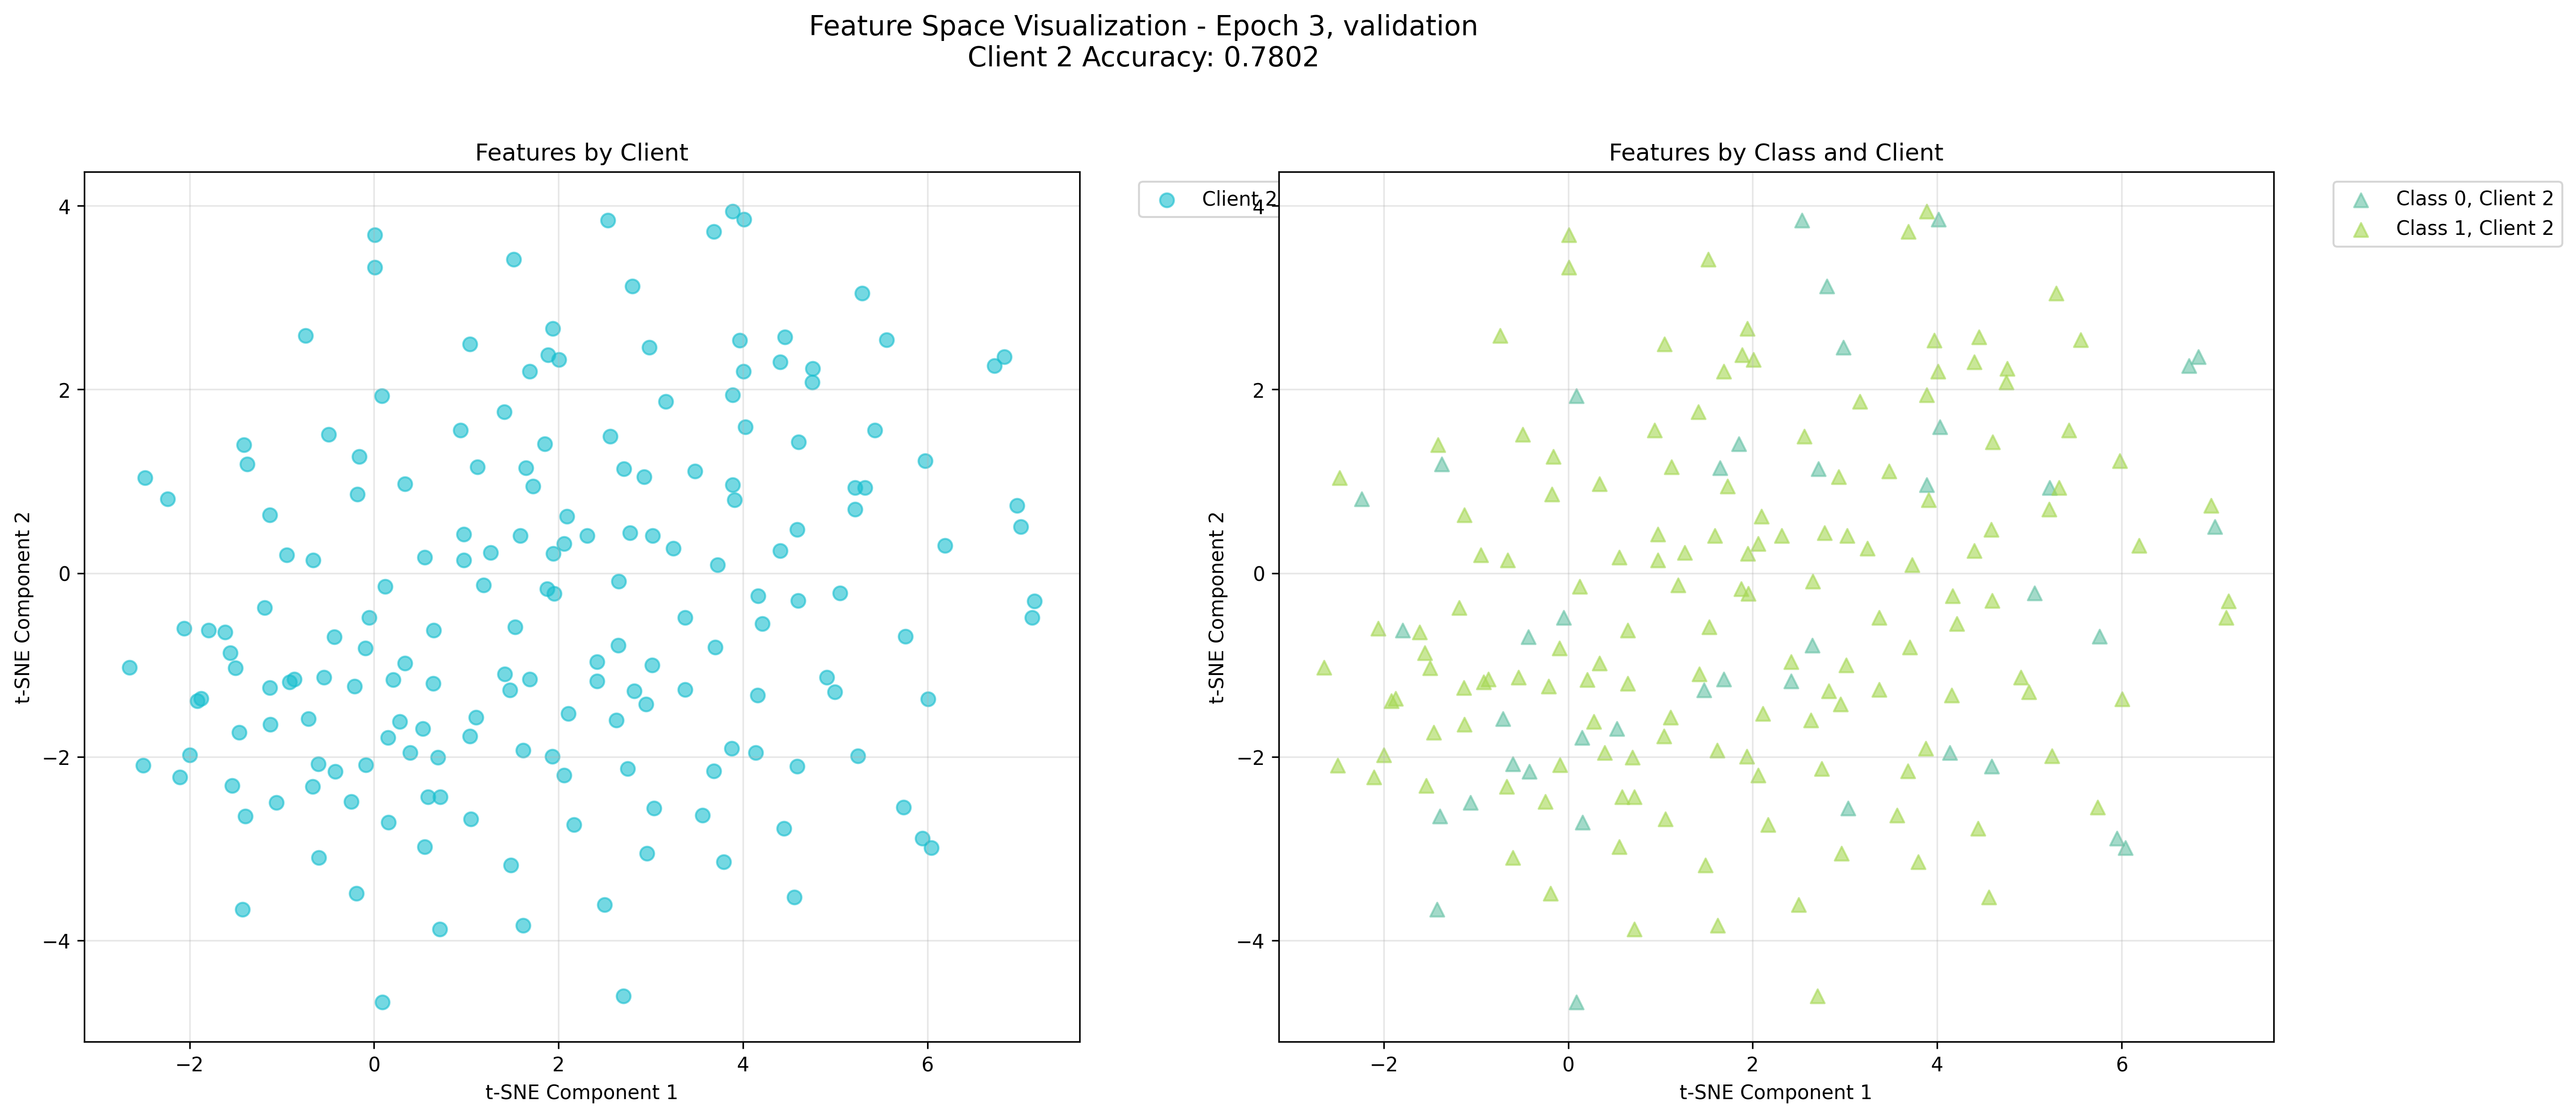 Feature Space Visualization - Epoch 3, validation
Client 2 Accuracy: 0.7802
Features by Client
4
2
0
−2
−4
−2
0
2
4
6
t-SNE Component 1
t-SNE Component 2
Client 2
Features by Class and Client
4
2
0
−2
−4
−2
0
2
4
6
t-SNE Component 1
t-SNE Component 2
Class 0, Client 2
Class 1, Client 2